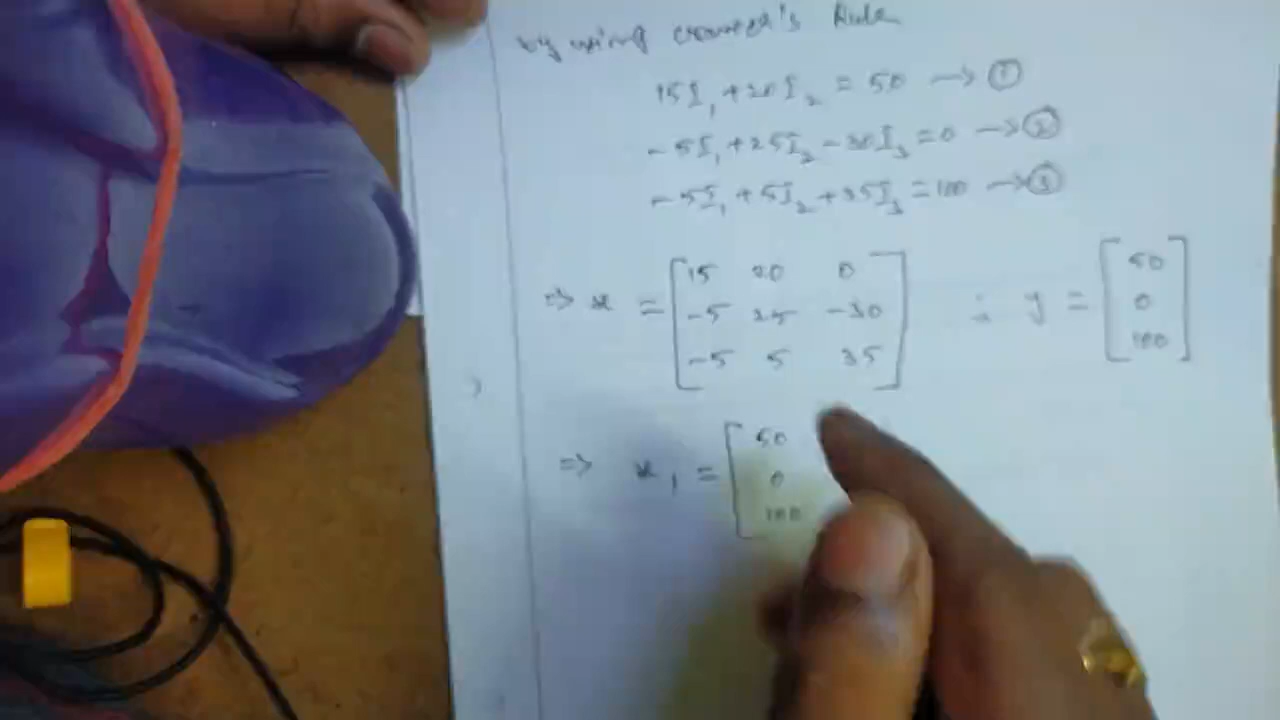 by using cramer's Rule
15I₁ + 20I₂ = 50 → ①
-5I₁ + 25I₂ - 30I₃ = 0 → ②
-5I₁ + 5I₂ + 35I₃ = 100 → ③
⇒ x = [15 20 0 ; y = [50
-5 25 -30 0
-5 5 35] 100]
⇒ x₁ = [50
0
100